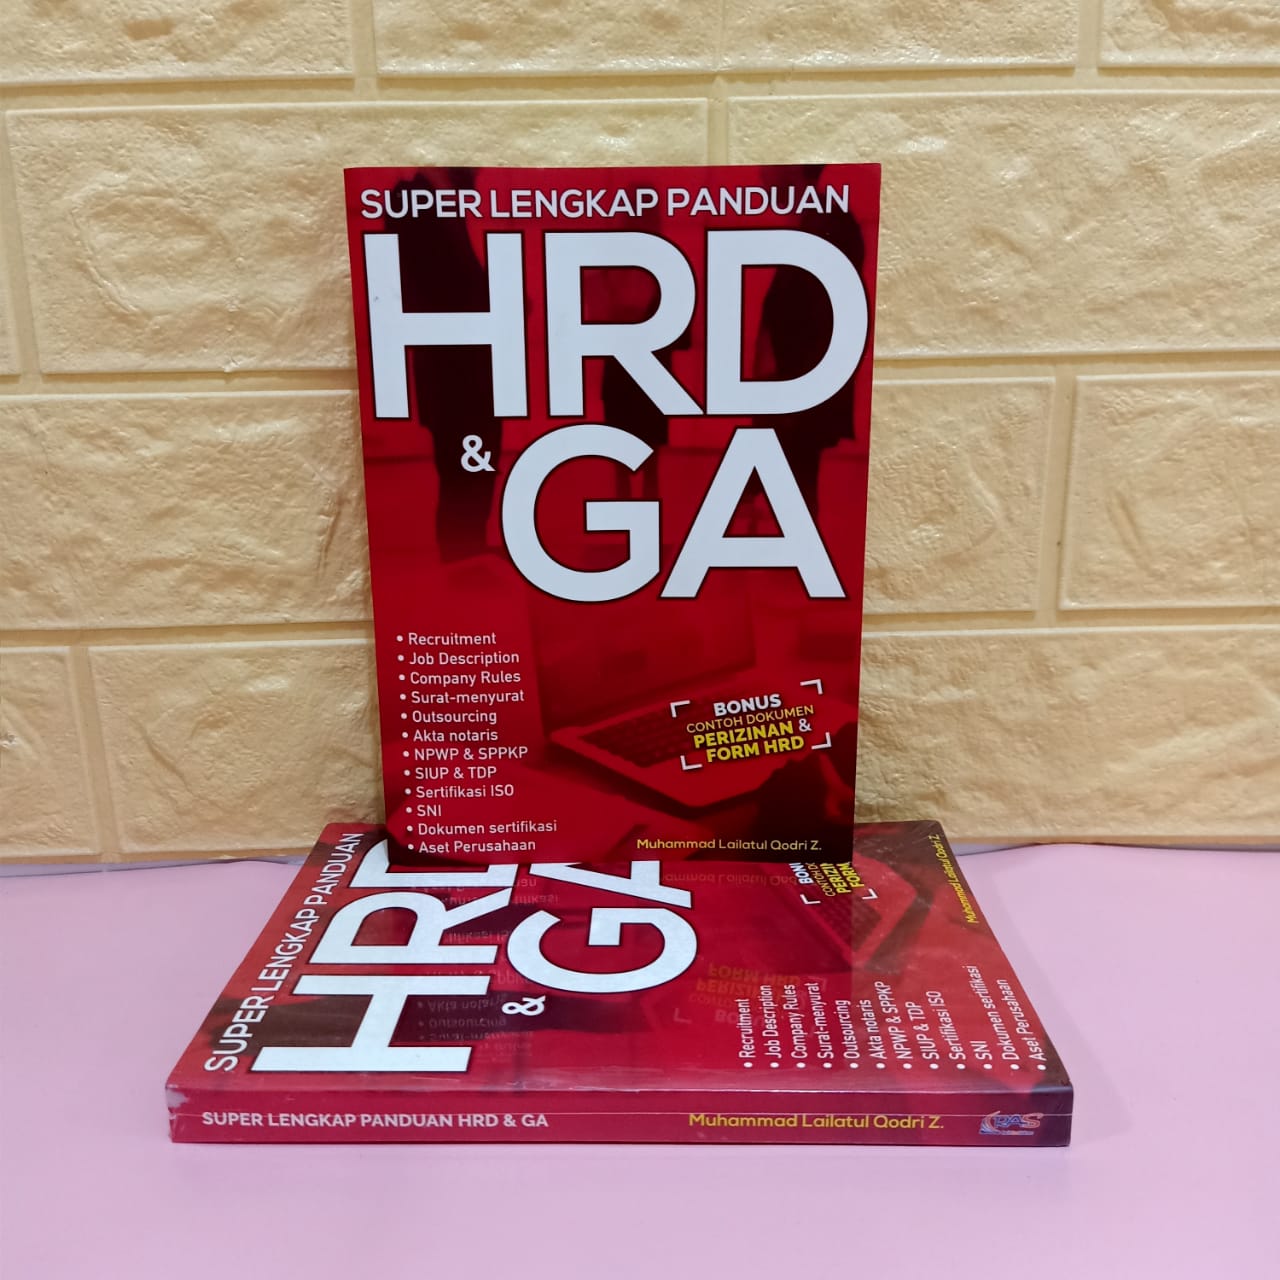 SUPER LENGKAP PANDUAN
HRD
& GA
• Recruitment
• Job Description
• Company Rules
• Surat-menyurat
• Outsourcing
• Akta notaris
• NPWP & SPPKP
• SIUP & TDP
• Sertifikasi ISO
• SNI
• Dokumen sertifikasi
• Aset Perusahaan
BONUS
CONTOH DOKUMEN
PERIZINAN &
FORM HRD
Muhammad Lailatul Qodri Z.
SUPER LENGKAP PANDUAN
HRD
& GA
• Recruitment
• Job Description
• Company Rules
• Surat-menyurat
• Outsourcing
• Akta notaris
• NPWP & SPPKP
• SIUP & TDP
• Sertifikasi ISO
• SNI
• Dokumen sertifikasi
• Aset Perusahaan
Muhammad Lailatul Qodri Z.
SUPER LENGKAP PANDUAN HRD & GA
Muhammad Lailatul Qodri Z.
RAS